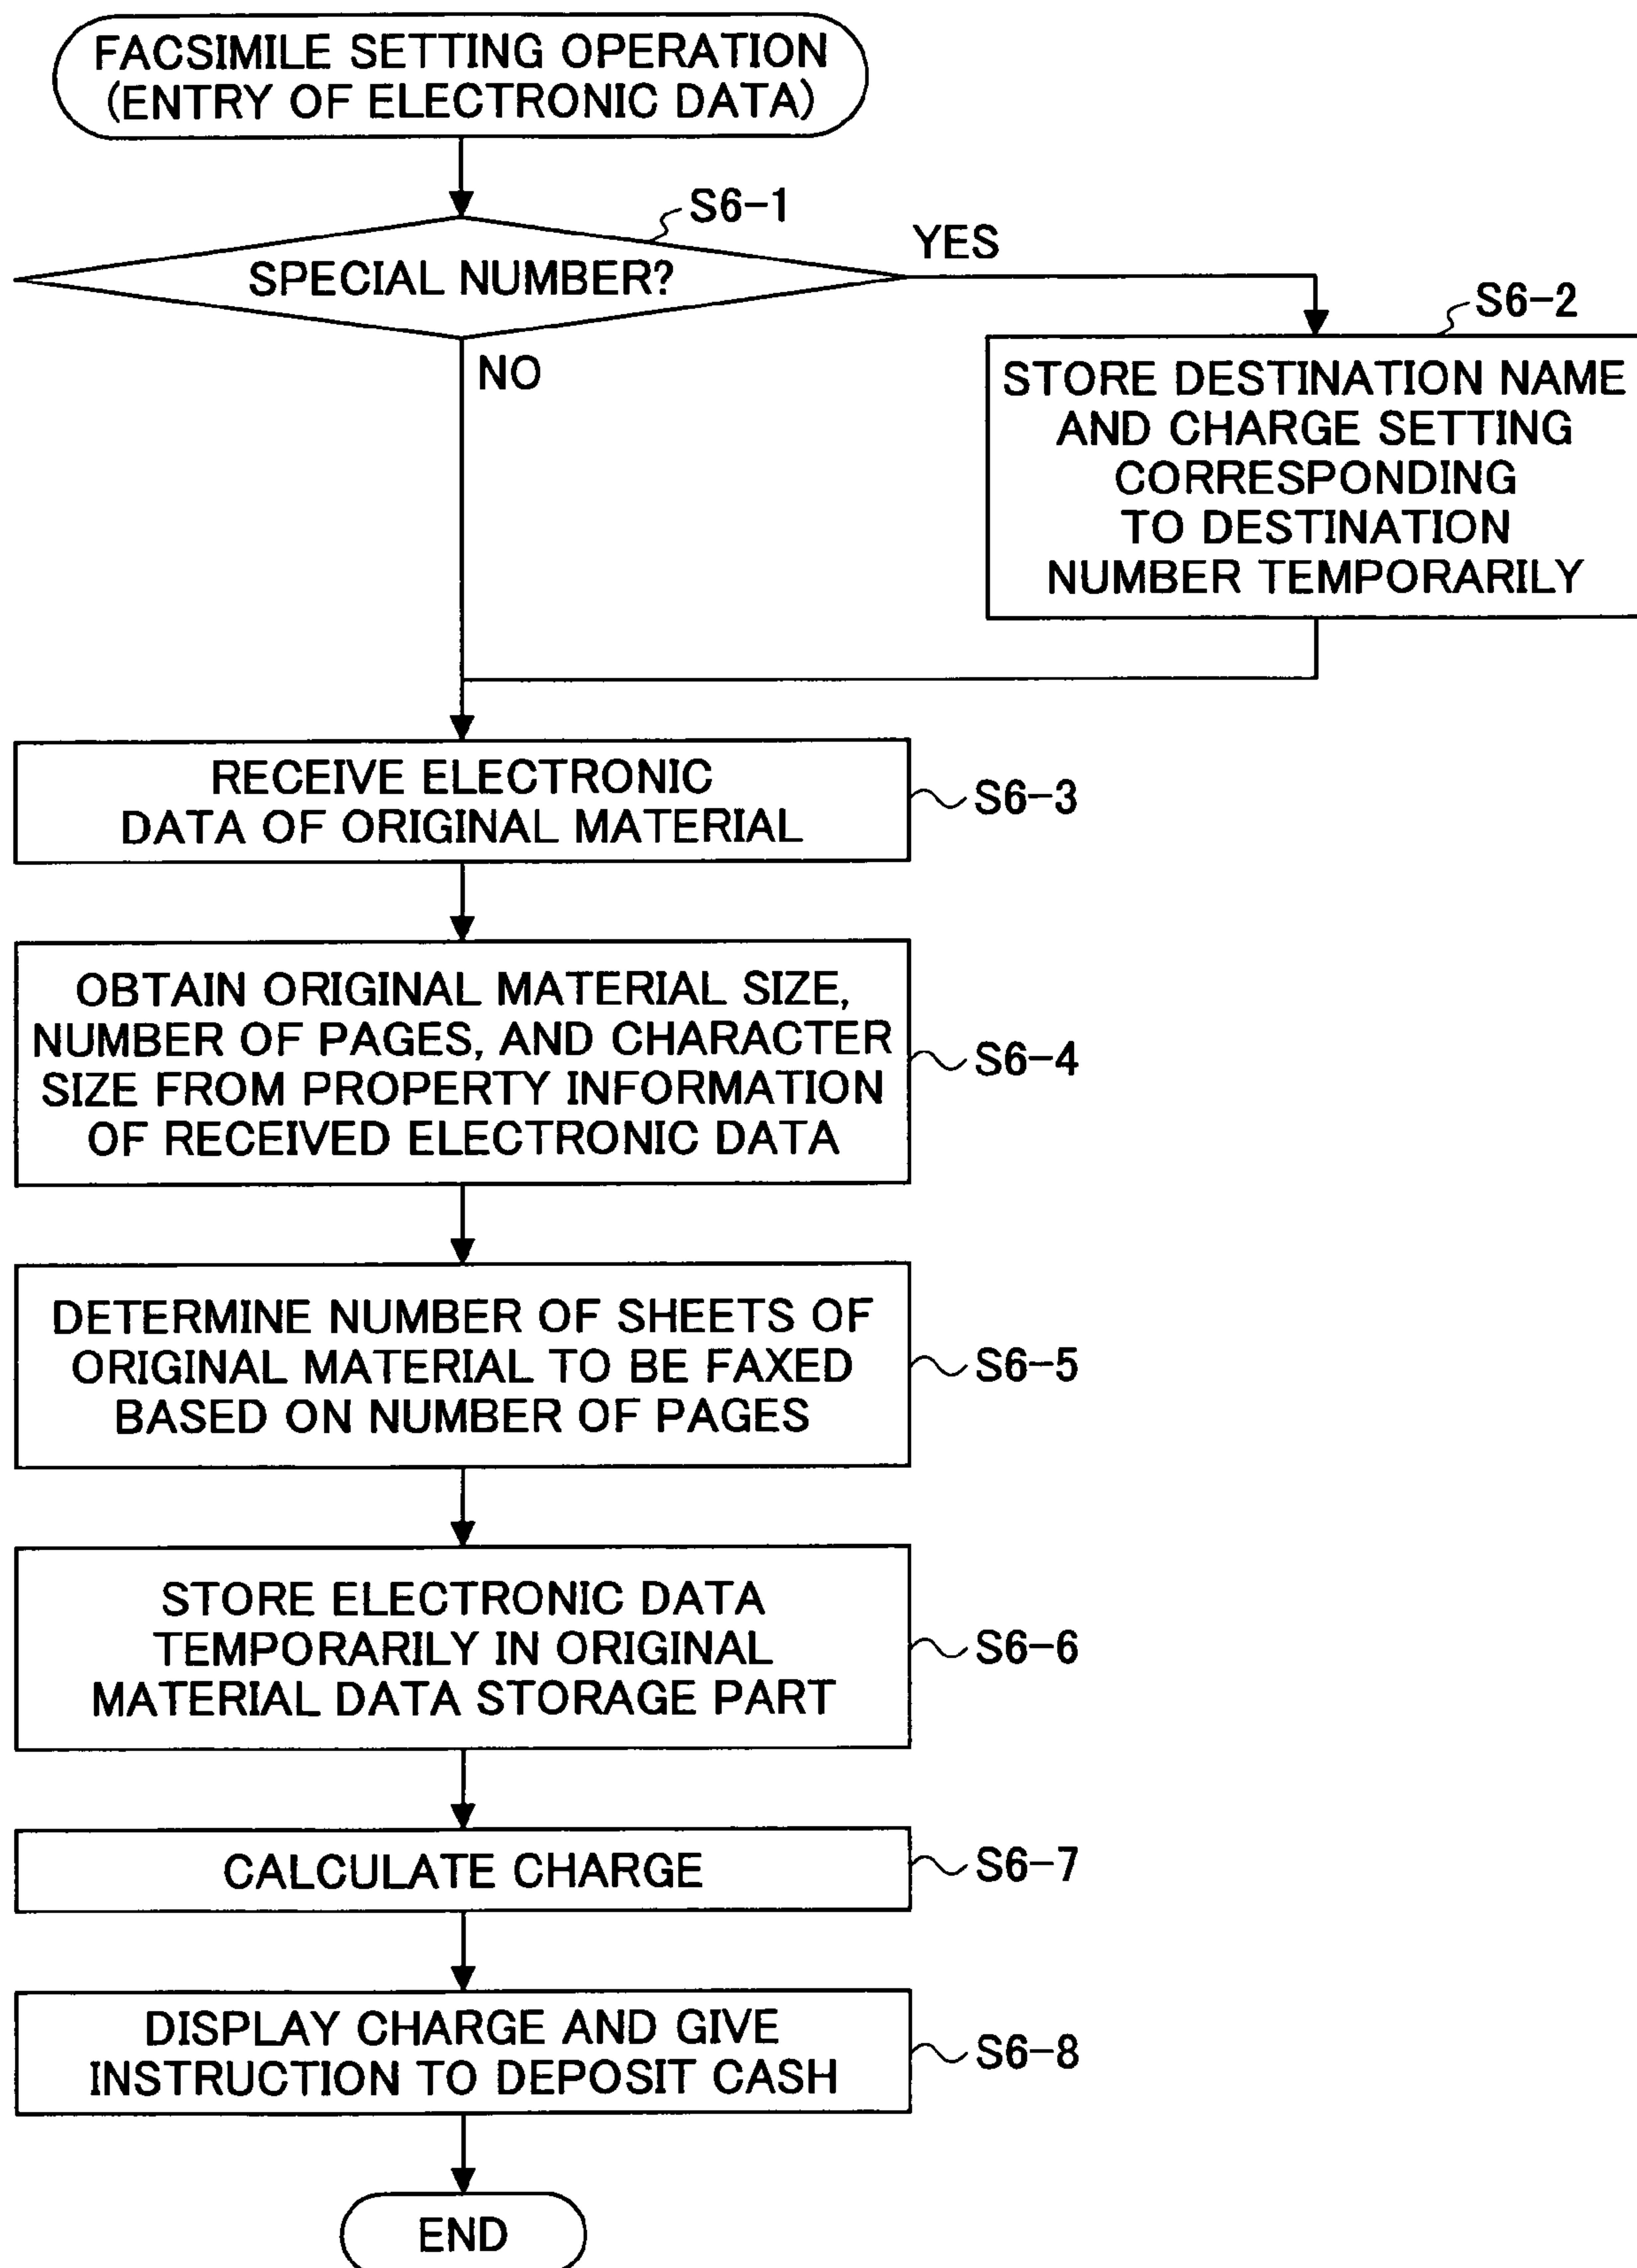 FACSIMILE SETTING OPERATION
(ENTRY OF ELECTRONIC DATA)
S6-1
SPECIAL NUMBER?
YES
NO
S6-2
STORE DESTINATION NAME
AND CHARGE SETTING
CORRESPONDING
TO DESTINATION
NUMBER TEMPORARILY
RECEIVE ELECTRONIC
DATA OF ORIGINAL MATERIAL
S6-3
OBTAIN ORIGINAL MATERIAL SIZE,
NUMBER OF PAGES, AND CHARACTER
SIZE FROM PROPERTY INFORMATION
OF RECEIVED ELECTRONIC DATA
S6-4
DETERMINE NUMBER OF SHEETS OF
ORIGINAL MATERIAL TO BE FAXED
BASED ON NUMBER OF PAGES
S6-5
STORE ELECTRONIC DATA
TEMPORARILY IN ORIGINAL
MATERIAL DATA STORAGE PART
S6-6
CALCULATE CHARGE
S6-7
DISPLAY CHARGE AND GIVE
INSTRUCTION TO DEPOSIT CASH
S6-8
END